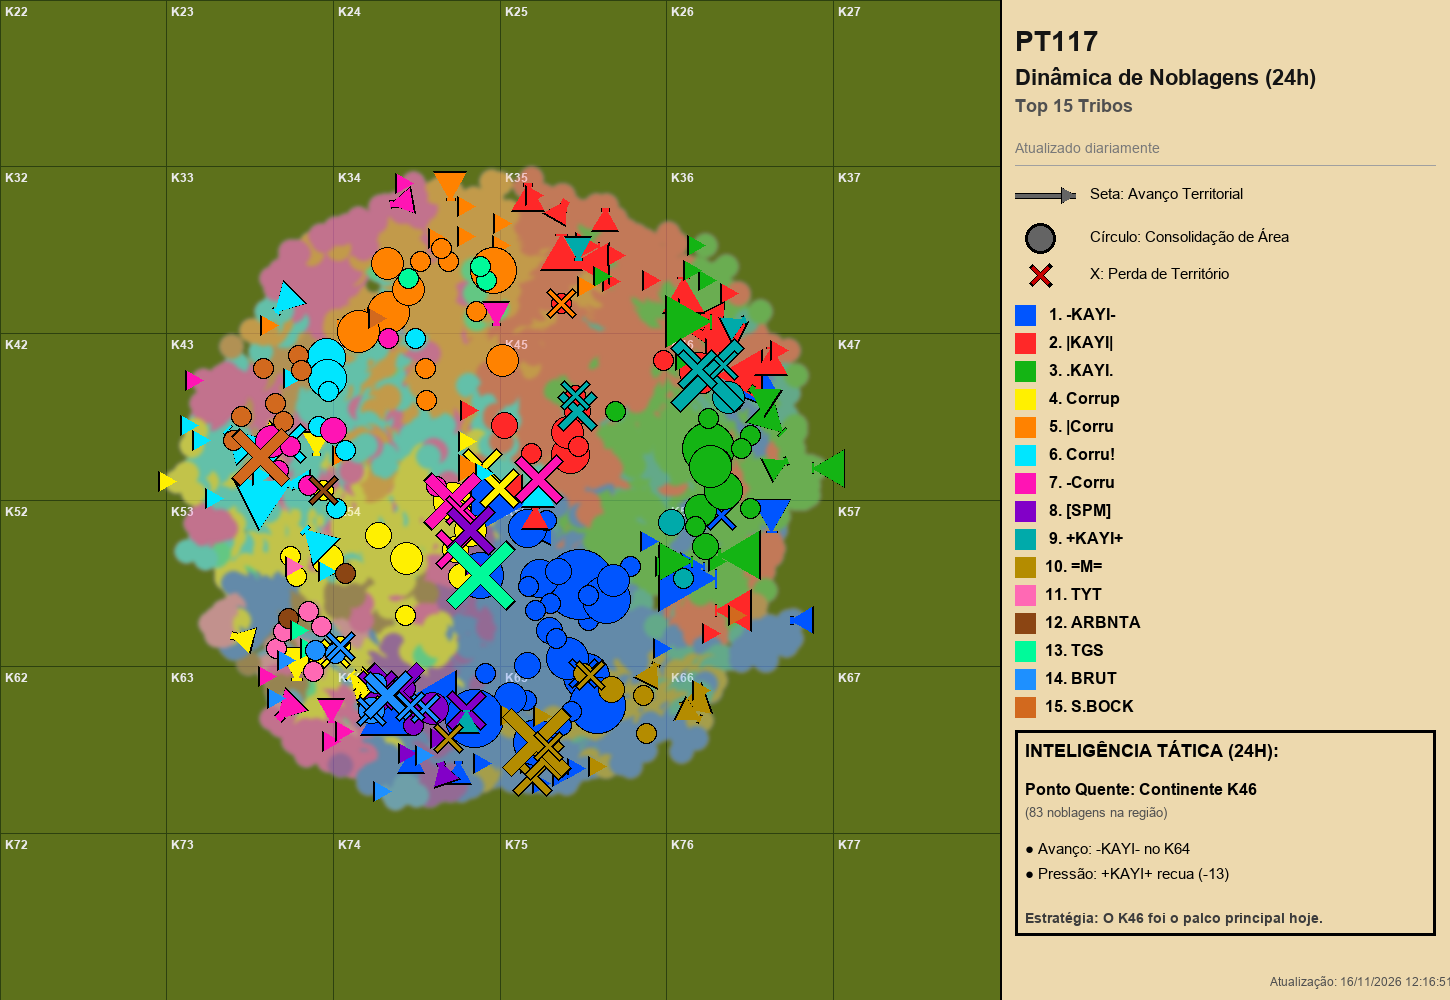 K22 K23 K24 K25 K26 K27
K32 K33 K34 K35 K36 K37
K42 K43 K45 K47
K52 K53 K54 K57
K62 K63 K65 K66 K67
K72 K73 K74 K75 K76 K77
PT117
Dinâmica de Noblagens (24h)
Top 15 Tribos
Atualizado diariamente
Seta: Avanço Territorial
Círculo: Consolidação de Área
X: Perda de Território
1. -KAYI-
2. |KAYI|
3. .KAYI.
4. Corrup
5. |Corru
6. Corru!
7. -Corru
8. [SPM]
9. +KAYI+
10. =M=
11. TYT
12. ARBNTA
13. TGS
14. BRUT
15. S.BOCK
INTELIGÊNCIA TÁTICA (24H):
Ponto Quente: Continente K46
(83 noblagens na região)
● Avanço: -KAYI- no K64
● Pressão: +KAYI+ recua (-13)
Estratégia: O K46 foi o palco principal hoje.
Atualização: 16/11/2026 12:16:51